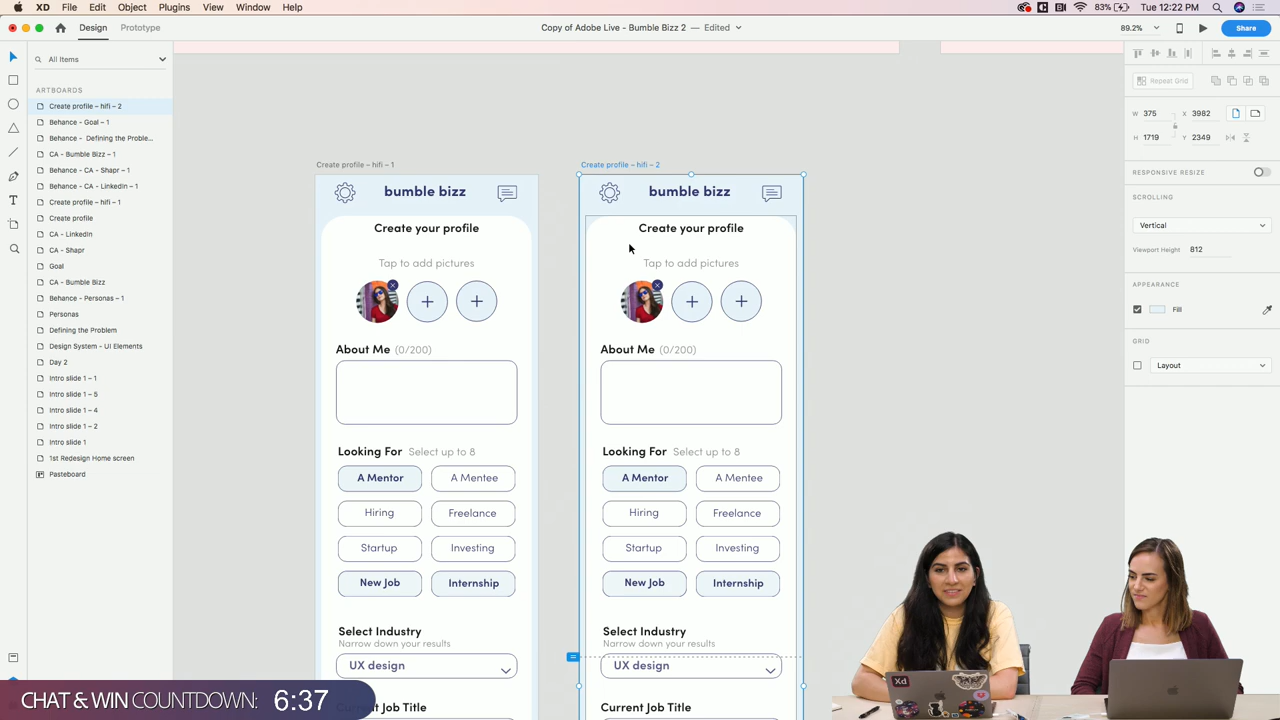 XD File Edit Object Plugins View Window Help
83% Tue 12:22 PM
Design Prototype
Copy of Adobe Live - Bumble Bizz 2 – Edited
89.2%
Share
All Items
ARTBOARDS
Create profile – hifi – 2
Behance - Goal – 1
Behance - Defining the Proble...
CA - Bumble Bizz – 1
Behance - CA - Shapr – 1
Behance - CA - LinkedIn – 1
Create profile – hifi – 1
Create profile
CA - LinkedIn
CA - Shapr
Goal
CA - Bumble Bizz
Behance - Personas – 1
Personas
Defining the Problem
Design System - UI Elements
Day 2
Intro slide 1 – 1
Intro slide 1 – 5
Intro slide 1 – 4
Intro slide 1 – 2
Intro slide 1
1st Redesign Home screen
Pasteboard
Create profile – hifi – 1
bumble bizz
Create your profile
Tap to add pictures
About Me (0/200)
Looking For Select up to 8
A Mentor A Mentee
Hiring Freelance
Startup Investing
New Job Internship
Select Industry
Narrow down your results
UX design
Current Job Title
Create profile – hifi – 2
bumble bizz
Create your profile
Tap to add pictures
About Me (0/200)
Looking For Select up to 8
A Mentor A Mentee
Hiring Freelance
Startup Investing
New Job Internship
Select Industry
Narrow down your results
UX design
Current Job Title
Repeat Grid
W 375 X 3982
H 1719 Y 2349
RESPONSIVE RESIZE
SCROLLING
Vertical
Viewport Height 812
APPEARANCE
Fill
GRID
Layout
Xd
CHAT & WIN COUNTDOWN: 6:37